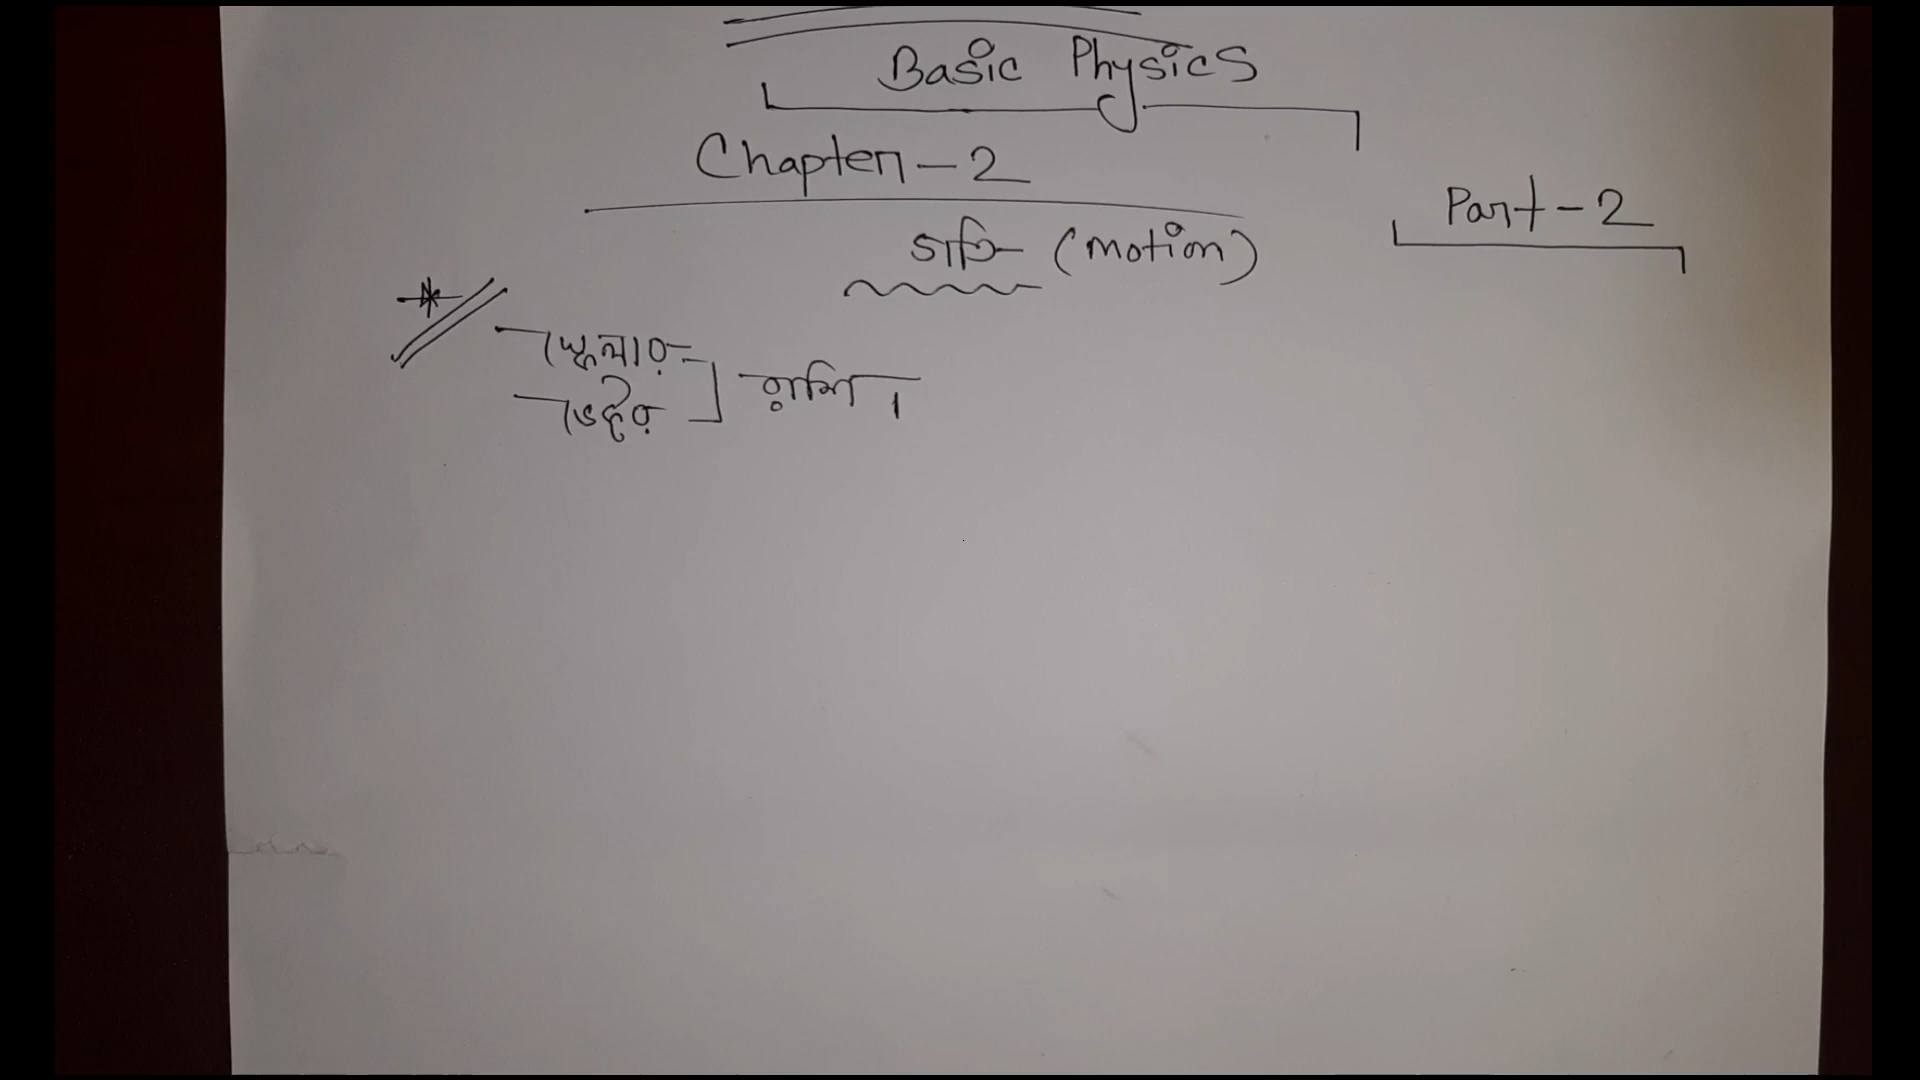 Basic Physics
Chapter-2
Part-2
গতি (motion)
স্কেলার
ভেক্টর
রাশি ।